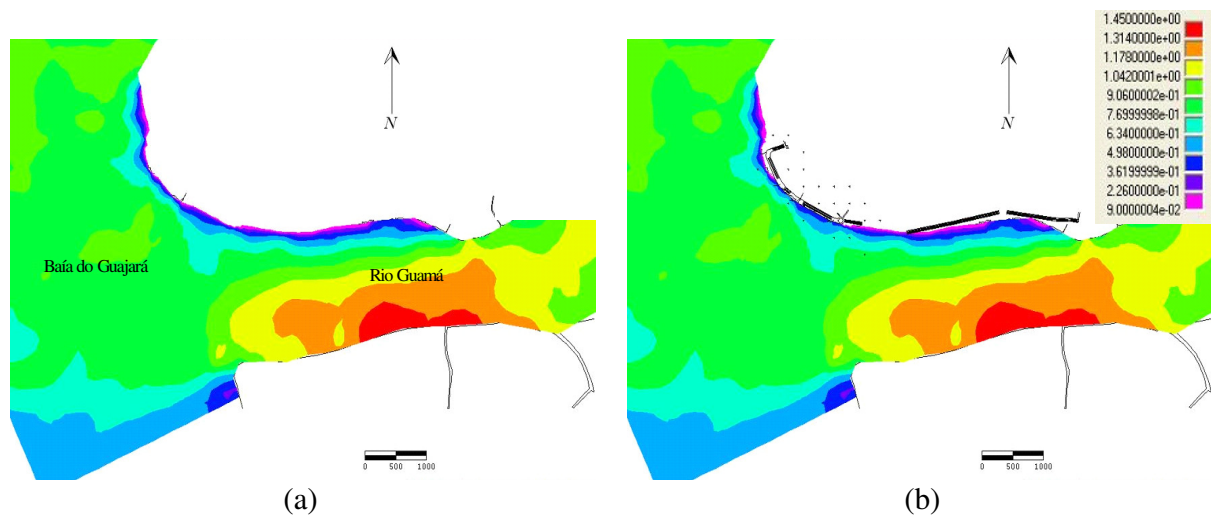 N
Baía do Guajará
Rio Guamá
0 500 1000
(a)
N
0 500 1000
(b)
1.4500000e+00
1.3140000e+00
1.1780000e+00
1.0420001e+00
9.0600002e-01
7.6999998e-01
6.3400000e-01
4.9800000e-01
3.6199999e-01
2.2600000e-01
9.0000004e-02